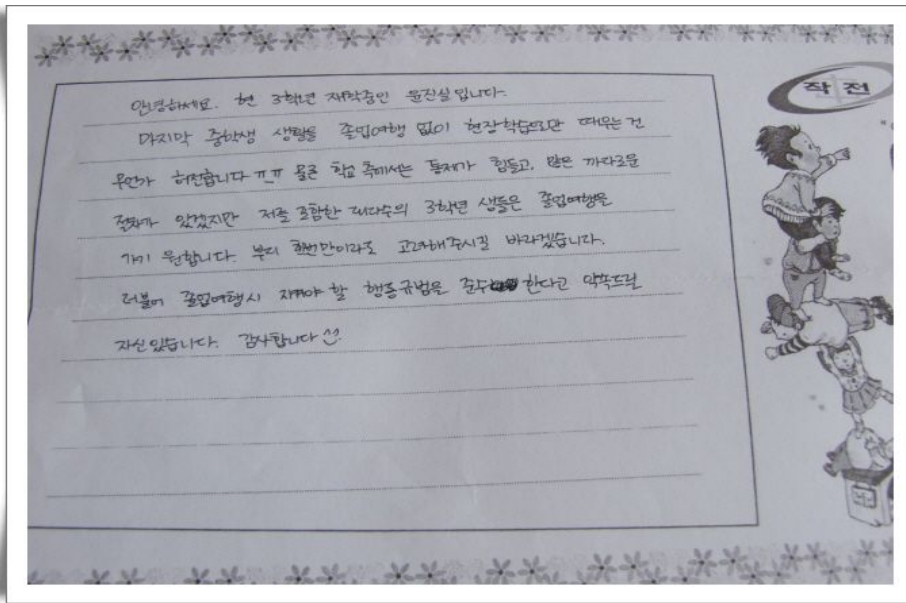 안녕하세요. 현 3학년 재학중인 윤진실입니다.
마지막 중학생 생활을 졸업여행 없이 현장학습으로만 때우는건
무언가 허전합니다 ㅠㅠ 물론 학교 측에서는 통제가 힘들고, 많은 까다로운
절차가 있겠지만 저를 포함한 대다수의 3학년 생들은 졸업여행을
가기 원합니다. 부디 한번만이라도 고려해주시길 바라겠습니다.
더불어 졸업여행시 지켜야 할 행동규범을 준수 한다고 약속드릴
자신있습니다. 감사합니다 ^^.
작전